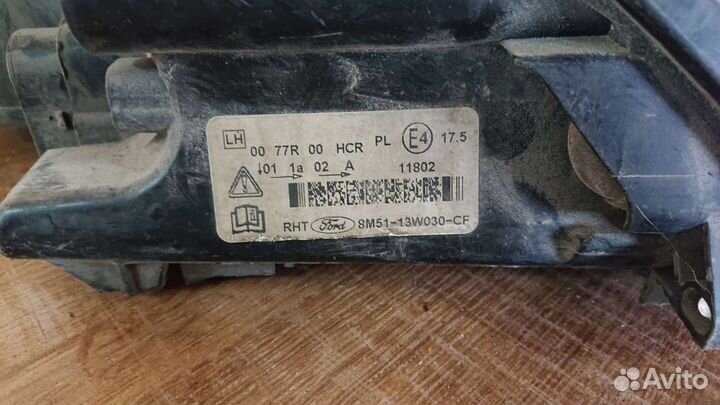 LH 00 77R 00 HCR PL E4 17.5
↓01 1a 02 A 11802
RHT Ford 8M51-13W030-CF
Avito